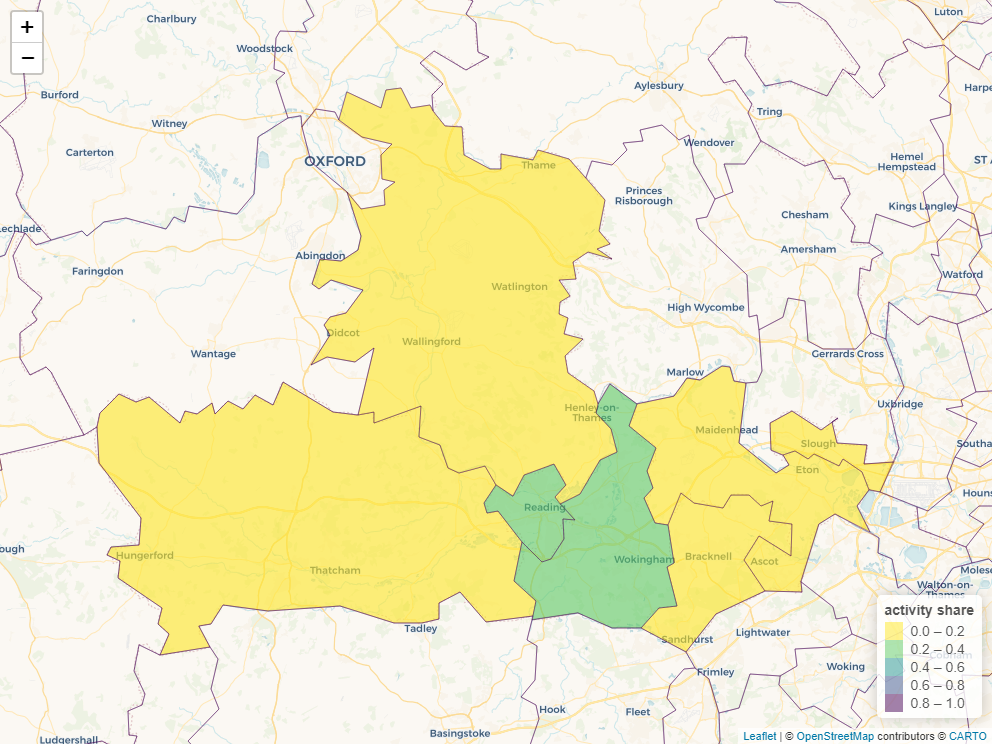 +
Charlbury
Luton
Woodstock
−
Aylesbury
Burford
Harpe
Tring
Witney
Wendover
Carterton
OXFORD
Thame
Hemel
Hempstead
ST A
Princes
Risborough
Kings Langley
Chesham
Lechlade
Amersham
Abingdon
Faringdon
Watford
Watlington
High Wycombe
Didcot
Wallingford
Wantage
Gerrards Cross
Marlow
Uxbridge
Henley-on-
Thames
Maidenhead
Slough
Southa
Eton
Houns
Reading
ough
Hungerford
Bracknell
Wokingham
Ascot
Thatcham
Molese
Walton-on-
Thames
Tadley
Lightwater
Sandhurst
Cobham
Woking
Frimley
Hook
Fleet
Basingstoke
Ludgershall
activity share
0.0 – 0.2
0.2 – 0.4
0.4 – 0.6
0.6 – 0.8
0.8 – 1.0
Leaflet | © OpenStreetMap contributors © CARTO